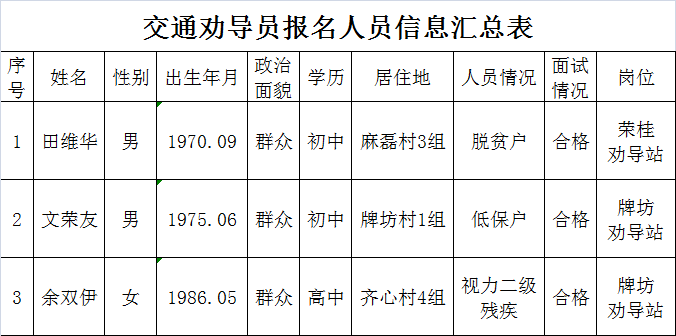 交通劝导员报名人员信息汇总表
序号 姓名 性别 出生年月 政治面貌 学历 居住地 人员情况 面试情况 岗位
1 田维华 男 1970.09 群众 初中 麻磊村3组 脱贫户 合格 荣桂劝导站
2 文荣友 男 1975.06 群众 初中 牌坊村1组 低保户 合格 牌坊劝导站
3 余双伊 女 1986.05 群众 高中 齐心村4组 视力二级残疾 合格 牌坊劝导站